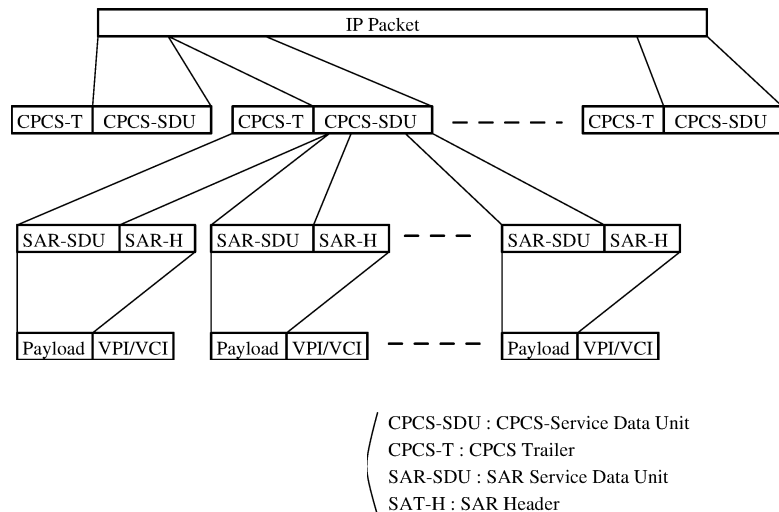 IP Packet
CPCS-T CPCS-SDU CPCS-T CPCS-SDU CPCS-T CPCS-SDU
SAR-SDU SAR-H SAR-SDU SAR-H SAR-SDU SAR-H
Payload VPI/VCI Payload VPI/VCI Payload VPI/VCI
CPCS-SDU : CPCS-Service Data Unit
CPCS-T : CPCS Trailer
SAR-SDU : SAR Service Data Unit
SAT-H : SAR Header